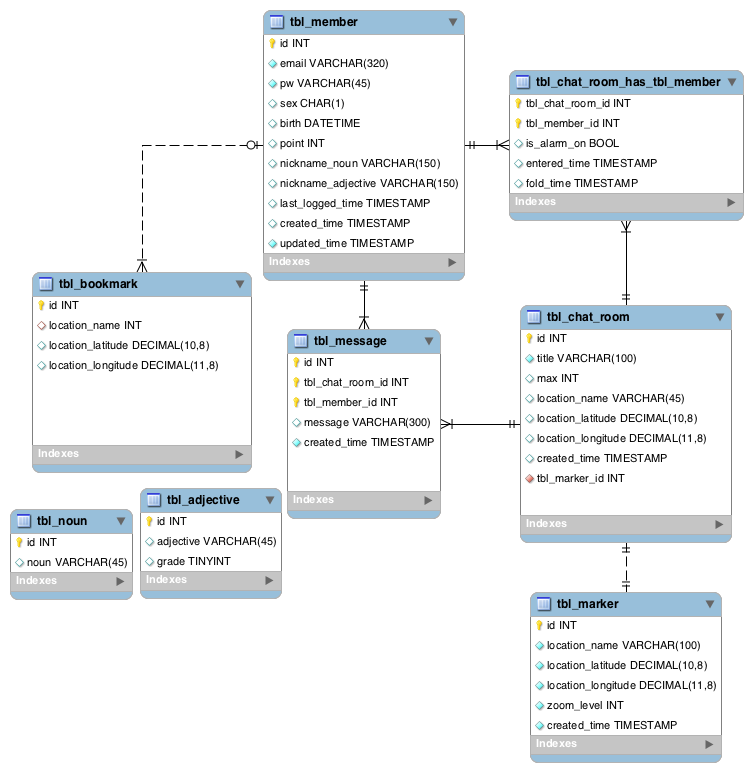 tbl_member
id INT
email VARCHAR(320)
pw VARCHAR(45)
sex CHAR(1)
birth DATETIME
point INT
nickname_noun VARCHAR(150)
nickname_adjective VARCHAR(150)
last_logged_time TIMESTAMP
created_time TIMESTAMP
updated_time TIMESTAMP
Indexes
tbl_chat_room_has_tbl_member
tbl_chat_room_id INT
tbl_member_id INT
is_alarm_on BOOL
entered_time TIMESTAMP
fold_time TIMESTAMP
Indexes
tbl_bookmark
id INT
location_name INT
location_latitude DECIMAL(10,8)
location_longitude DECIMAL(11,8)
Indexes
tbl_message
id INT
tbl_chat_room_id INT
tbl_member_id INT
message VARCHAR(300)
created_time TIMESTAMP
Indexes
tbl_chat_room
id INT
title VARCHAR(100)
max INT
location_name VARCHAR(45)
location_latitude DECIMAL(10,8)
location_longitude DECIMAL(11,8)
created_time TIMESTAMP
tbl_marker_id INT
Indexes
tbl_noun
id INT
noun VARCHAR(45)
Indexes
tbl_adjective
id INT
adjective VARCHAR(45)
grade TINYINT
Indexes
tbl_marker
id INT
location_name VARCHAR(100)
location_latitude DECIMAL(10,8)
location_longitude DECIMAL(11,8)
zoom_level INT
created_time TIMESTAMP
Indexes